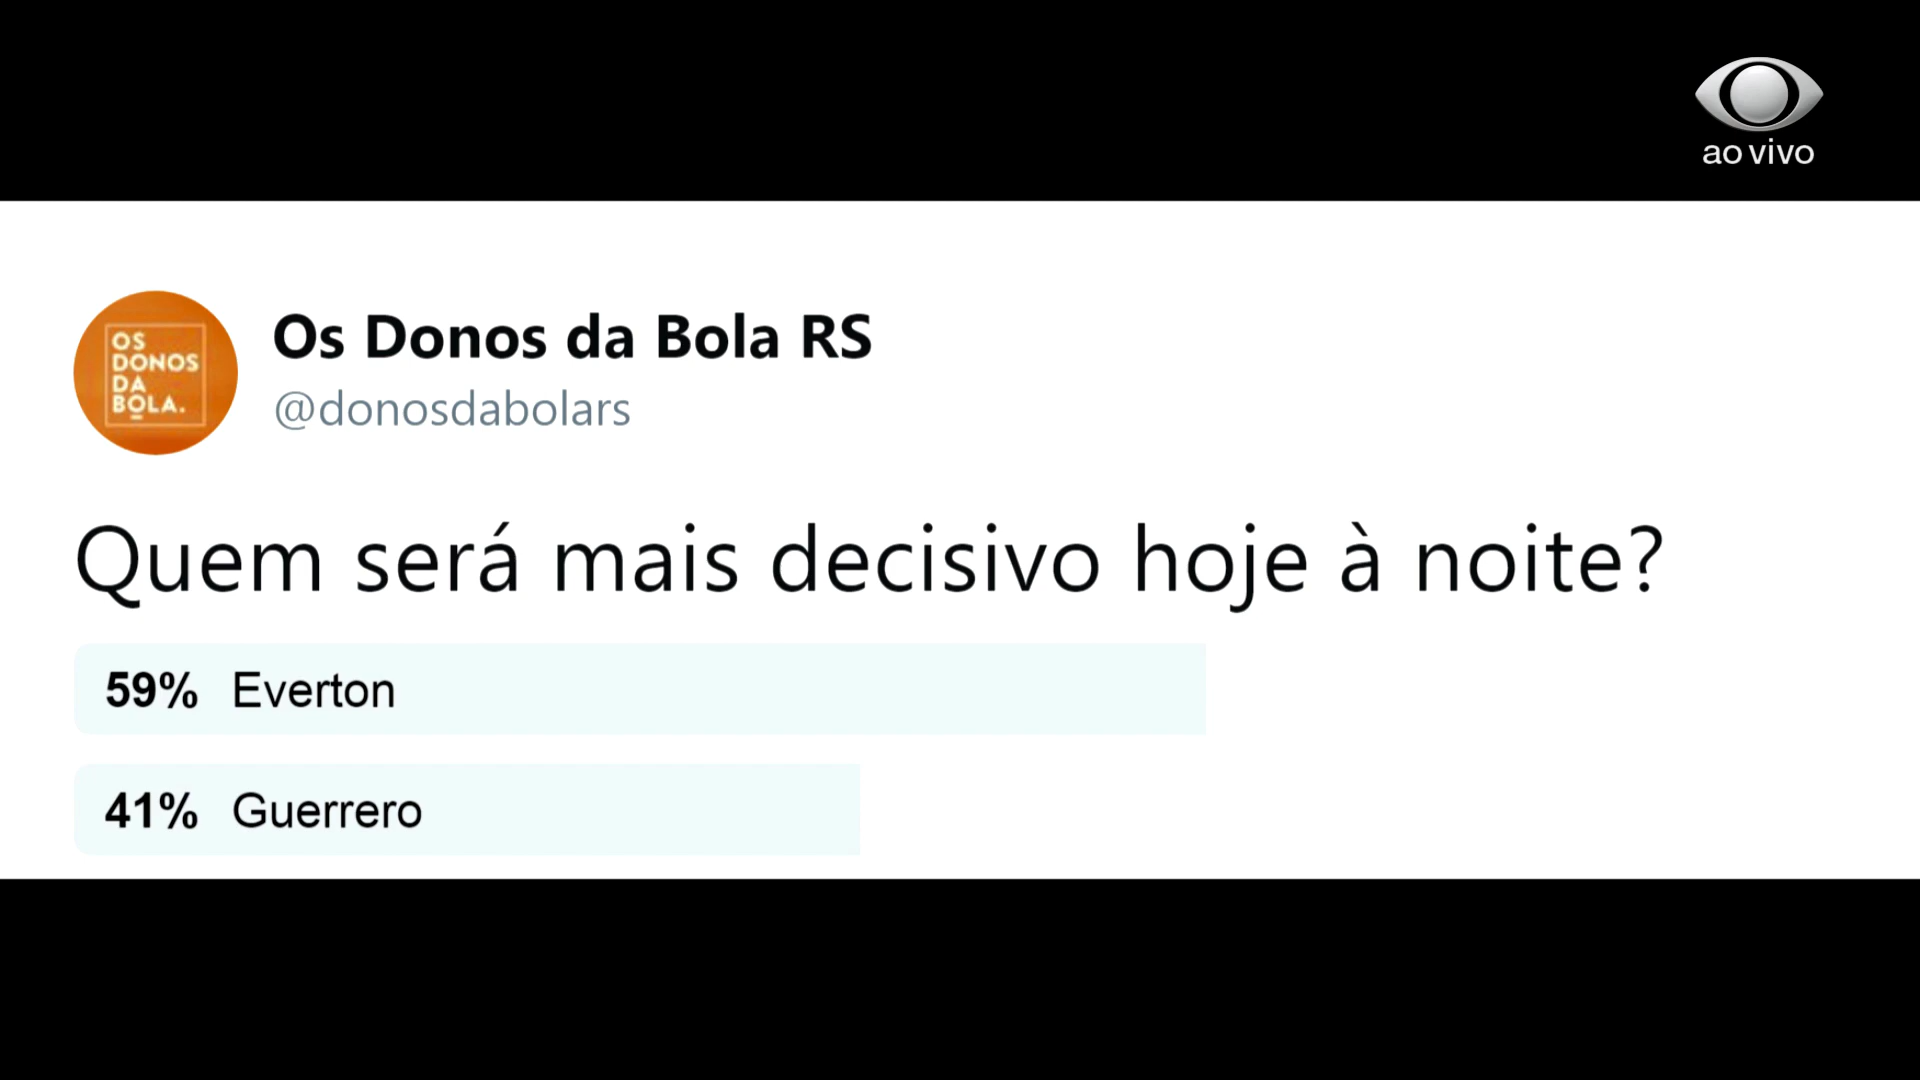 ao vivo
OS
DONOS
DA
BOLA.
Os Donos da Bola RS
@donosdabolars
Quem será mais decisivo hoje à noite?
59% Everton
41% Guerrero